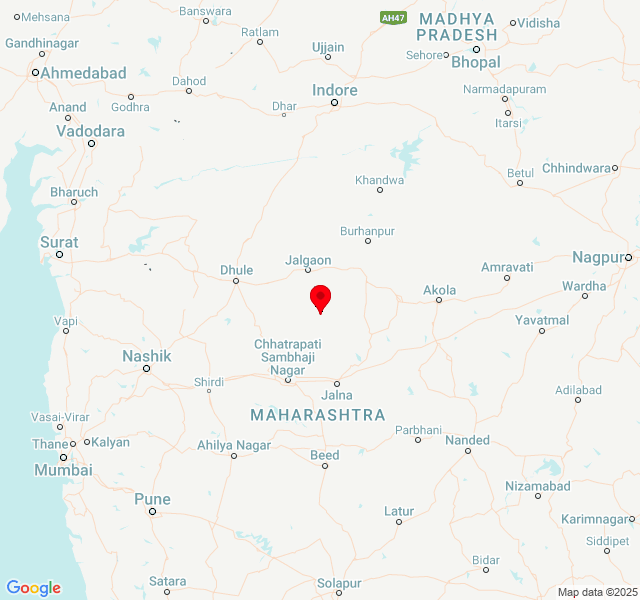 Mehsana
Banswara
AH47
MADHYA
PRADESH
Vidisha
Gandhinagar
Ratlam
Ujjain
Sehore
Bhopal
Ahmedabad
Dahod
Godhra
Indore
Narmadapuram
Anand
Dhar
Itarsi
Vadodara
Bharuch
Khandwa
Betul
Chhindwara
Surat
Burhanpur
Nagpur
Dhule
Jalgaon
Amravati
Akola
Wardha
Vapi
Yavatmal
Nashik
Chhatrapati
Sambhaji
Nagar
Shirdi
Jalna
Adilabad
MAHARASHTRA
Vasai-Virar
Thane
Kalyan
Mumbai
Ahilya Nagar
Parbhani
Nanded
Beed
Pune
Nizamabad
Latur
Karimnagar
Siddipet
Bidar
Satara
Solapur
Google
Map data ©2025